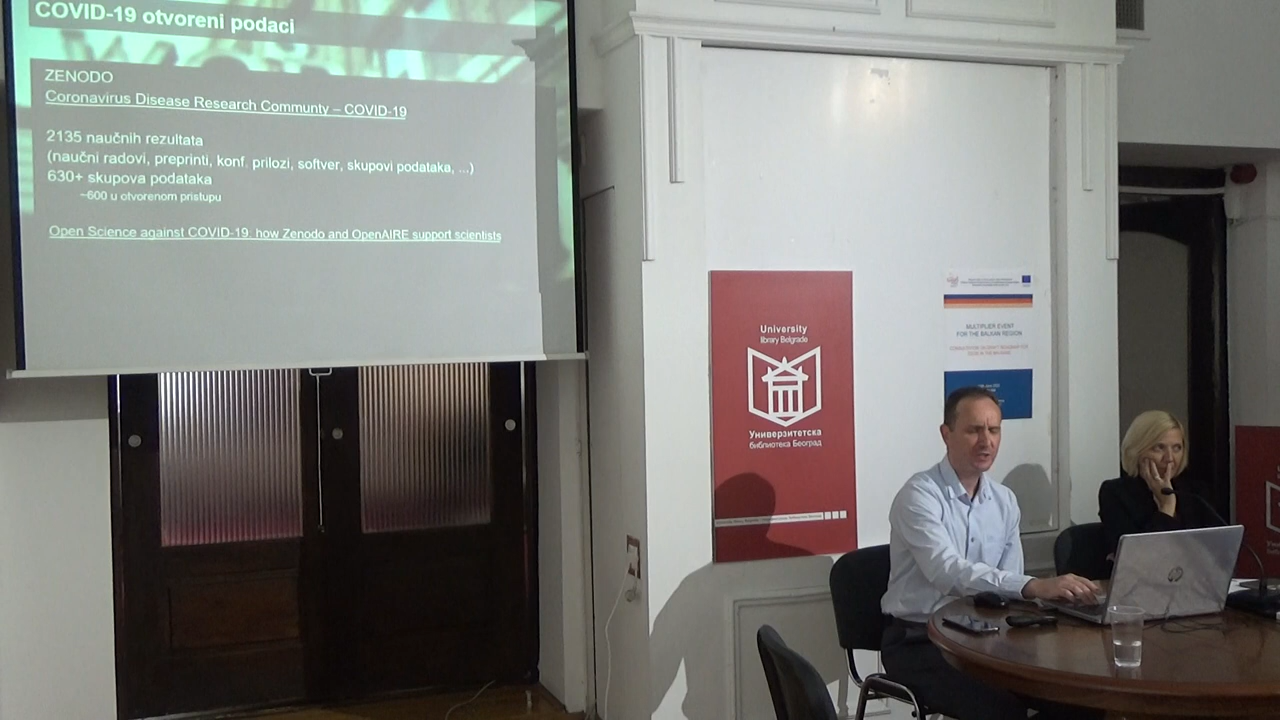 COVID-19 otvoreni podaci
ZENODO
Coronavirus Disease Research Communty – COVID-19
2135 naučnih rezultata
(naučni radovi, preprinti, konf. prilozi, softver, skupovi podataka, ...)
630+ skupova podataka
~600 u otvorenom pristupu
Open Science against COVID-19: how Zenodo and OpenAIRE support scientists
University
library Belgrade
Универзитетска
библиотека Београд
MULTIPLIER EVENT
FOR THE BALKAN REGION
hp